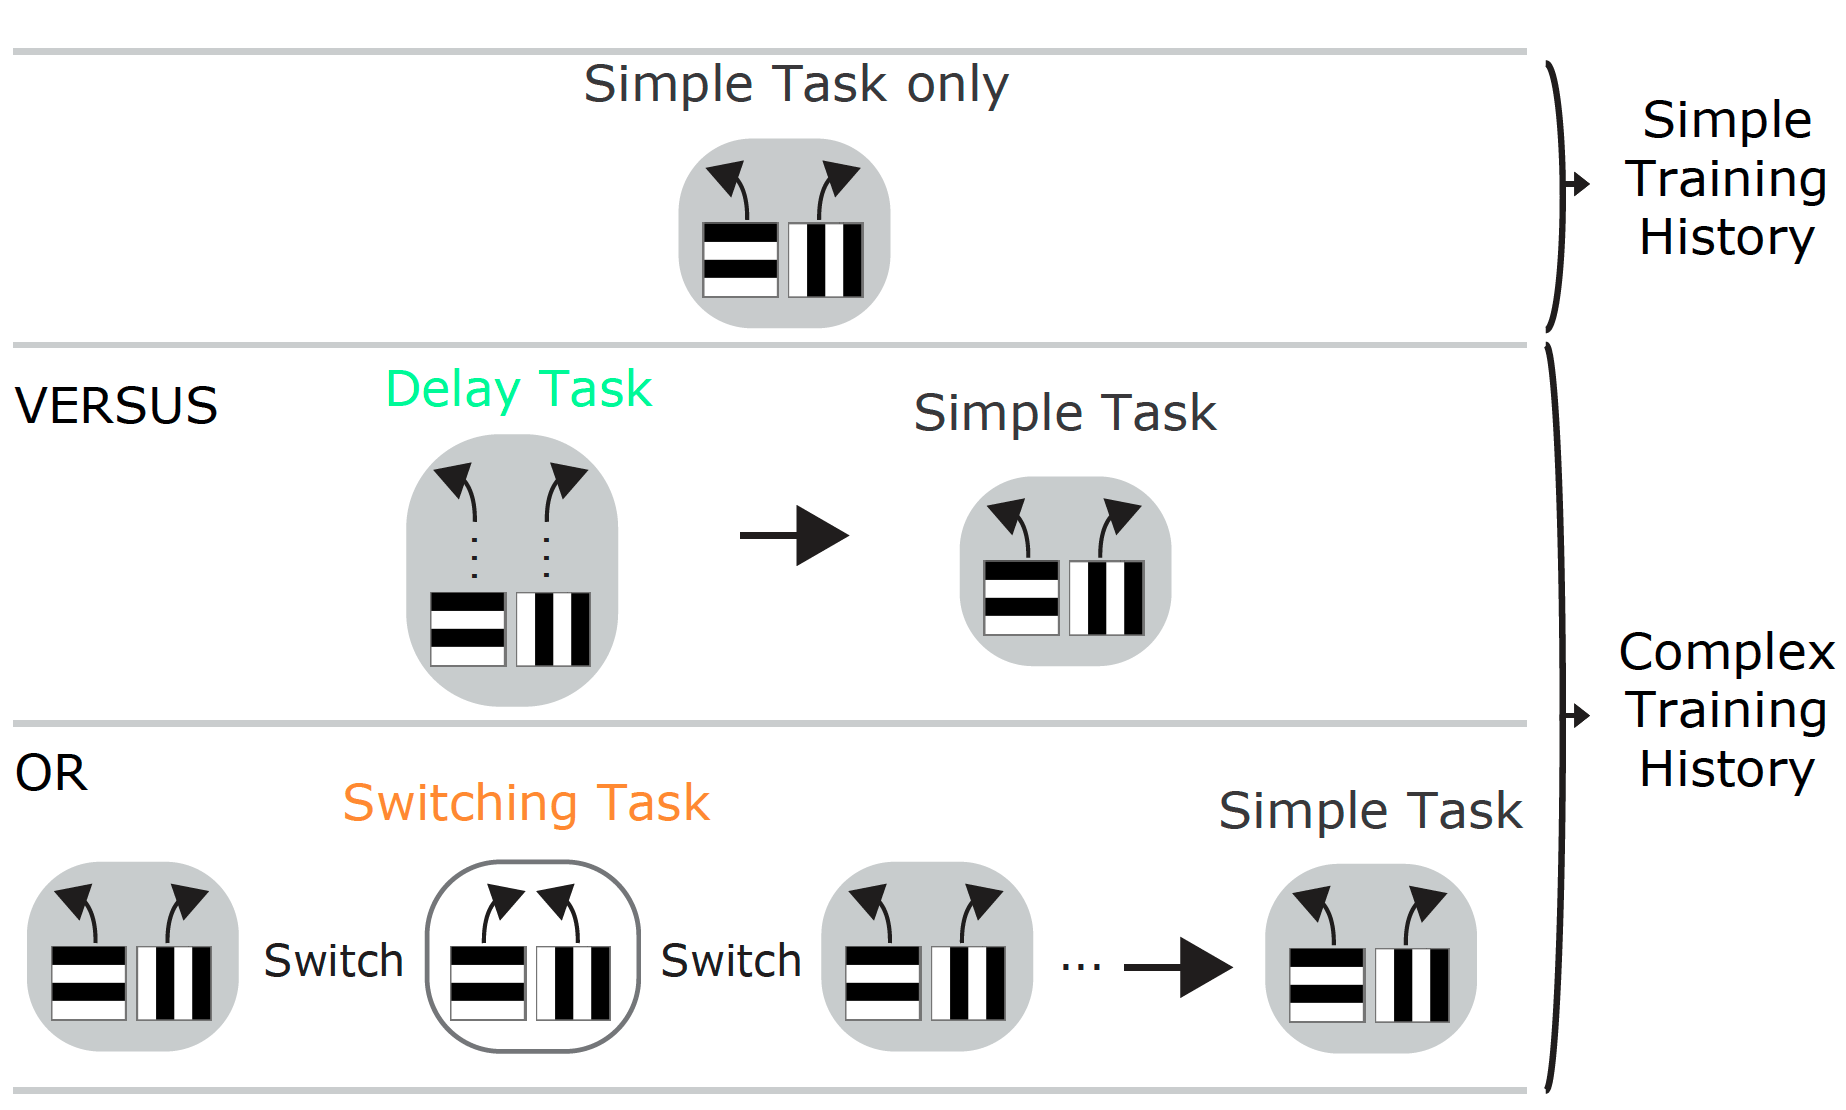 Simple Task only
Simple
Training
History
VERSUS
Delay Task
Simple Task
OR
Switching Task
Simple Task
Switch
Switch
...
Complex
Training
History